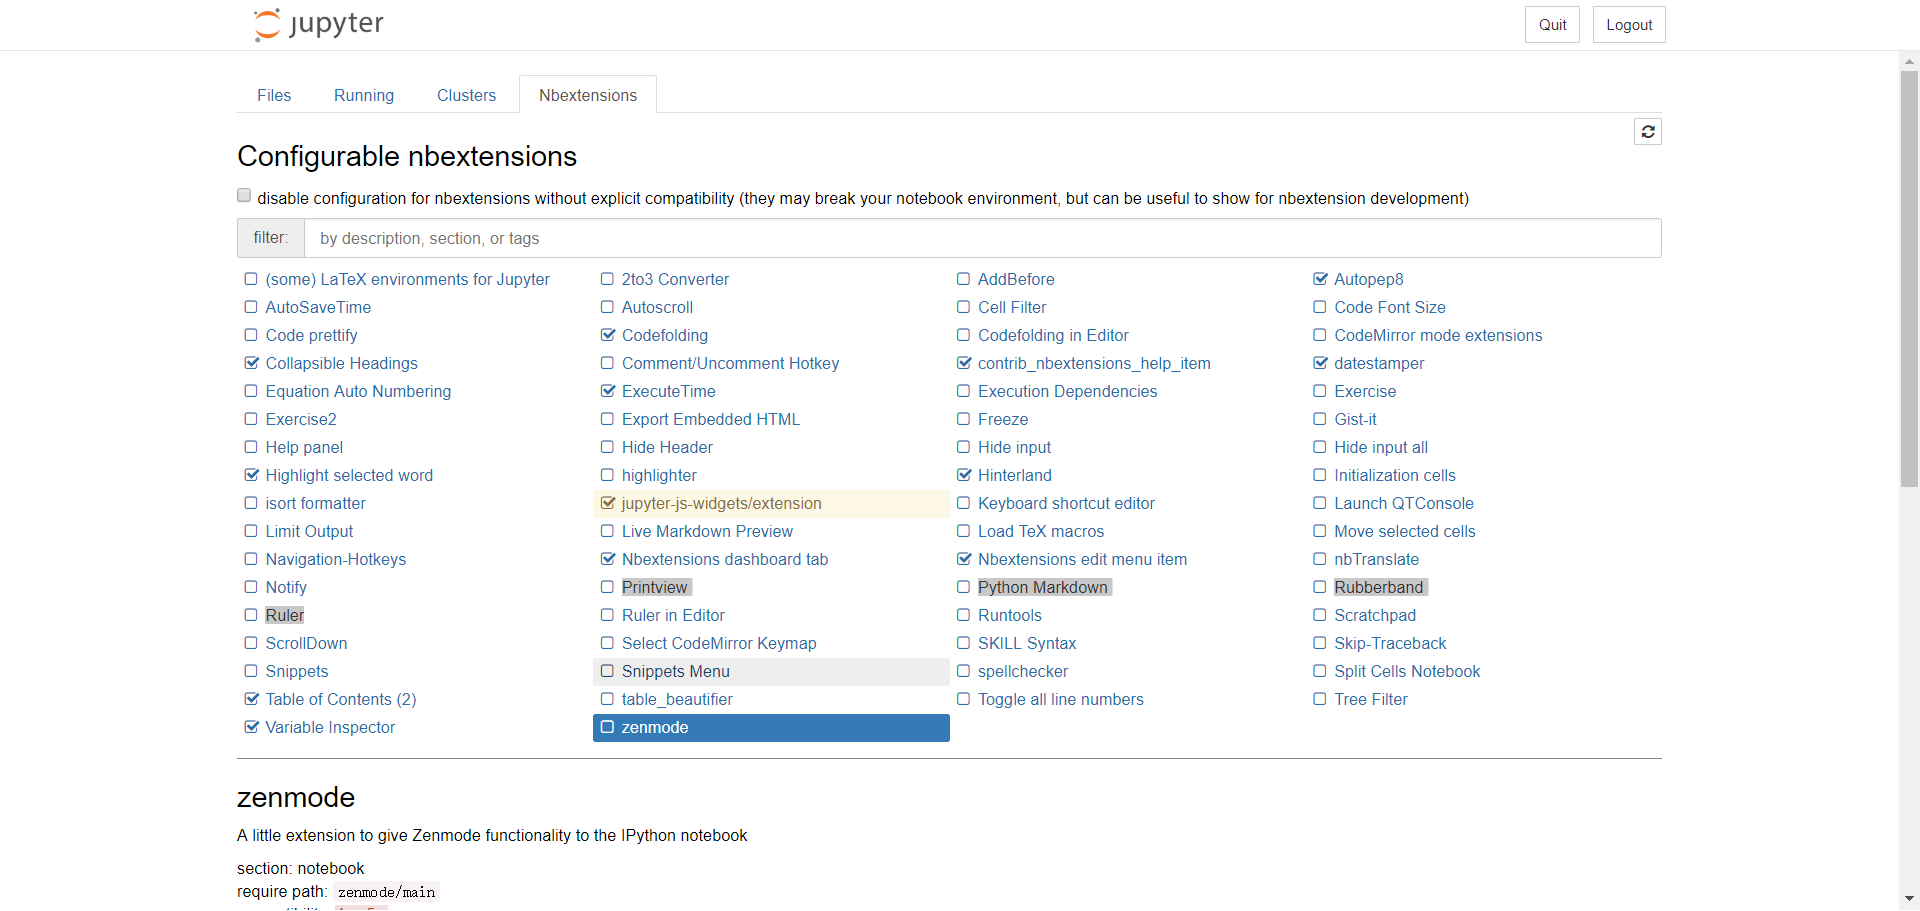 jupyter
Quit Logout
Files Running Clusters Nbextensions
Configurable nbextensions
disable configuration for nbextensions without explicit compatibility (they may break your notebook environment, but can be useful to show for nbextension development)
filter: by description, section, or tags
(some) LaTeX environments for Jupyter 2to3 Converter AddBefore Autopep8
AutoSaveTime Autoscroll Cell Filter Code Font Size
Code prettify Codefolding Codefolding in Editor CodeMirror mode extensions
Collapsible Headings Comment/Uncomment Hotkey contrib_nbextensions_help_item datestamper
Equation Auto Numbering ExecuteTime Execution Dependencies Exercise
Exercise2 Export Embedded HTML Freeze Gist-it
Help panel Hide Header Hide input Hide input all
Highlight selected word highlighter Hinterland Initialization cells
isort formatter jupyter-js-widgets/extension Keyboard shortcut editor Launch QTConsole
Limit Output Live Markdown Preview Load TeX macros Move selected cells
Navigation-Hotkeys Nbextensions dashboard tab Nbextensions edit menu item nbTranslate
Notify Printview Python Markdown Rubberband
Ruler Ruler in Editor Runtools Scratchpad
ScrollDown Select CodeMirror Keymap SKILL Syntax Skip-Traceback
Snippets Snippets Menu spellchecker Split Cells Notebook
Table of Contents (2) table_beautifier Toggle all line numbers Tree Filter
Variable Inspector zenmode
zenmode
A little extension to give Zenmode functionality to the IPython notebook
section: notebook
require path: zenmode/main